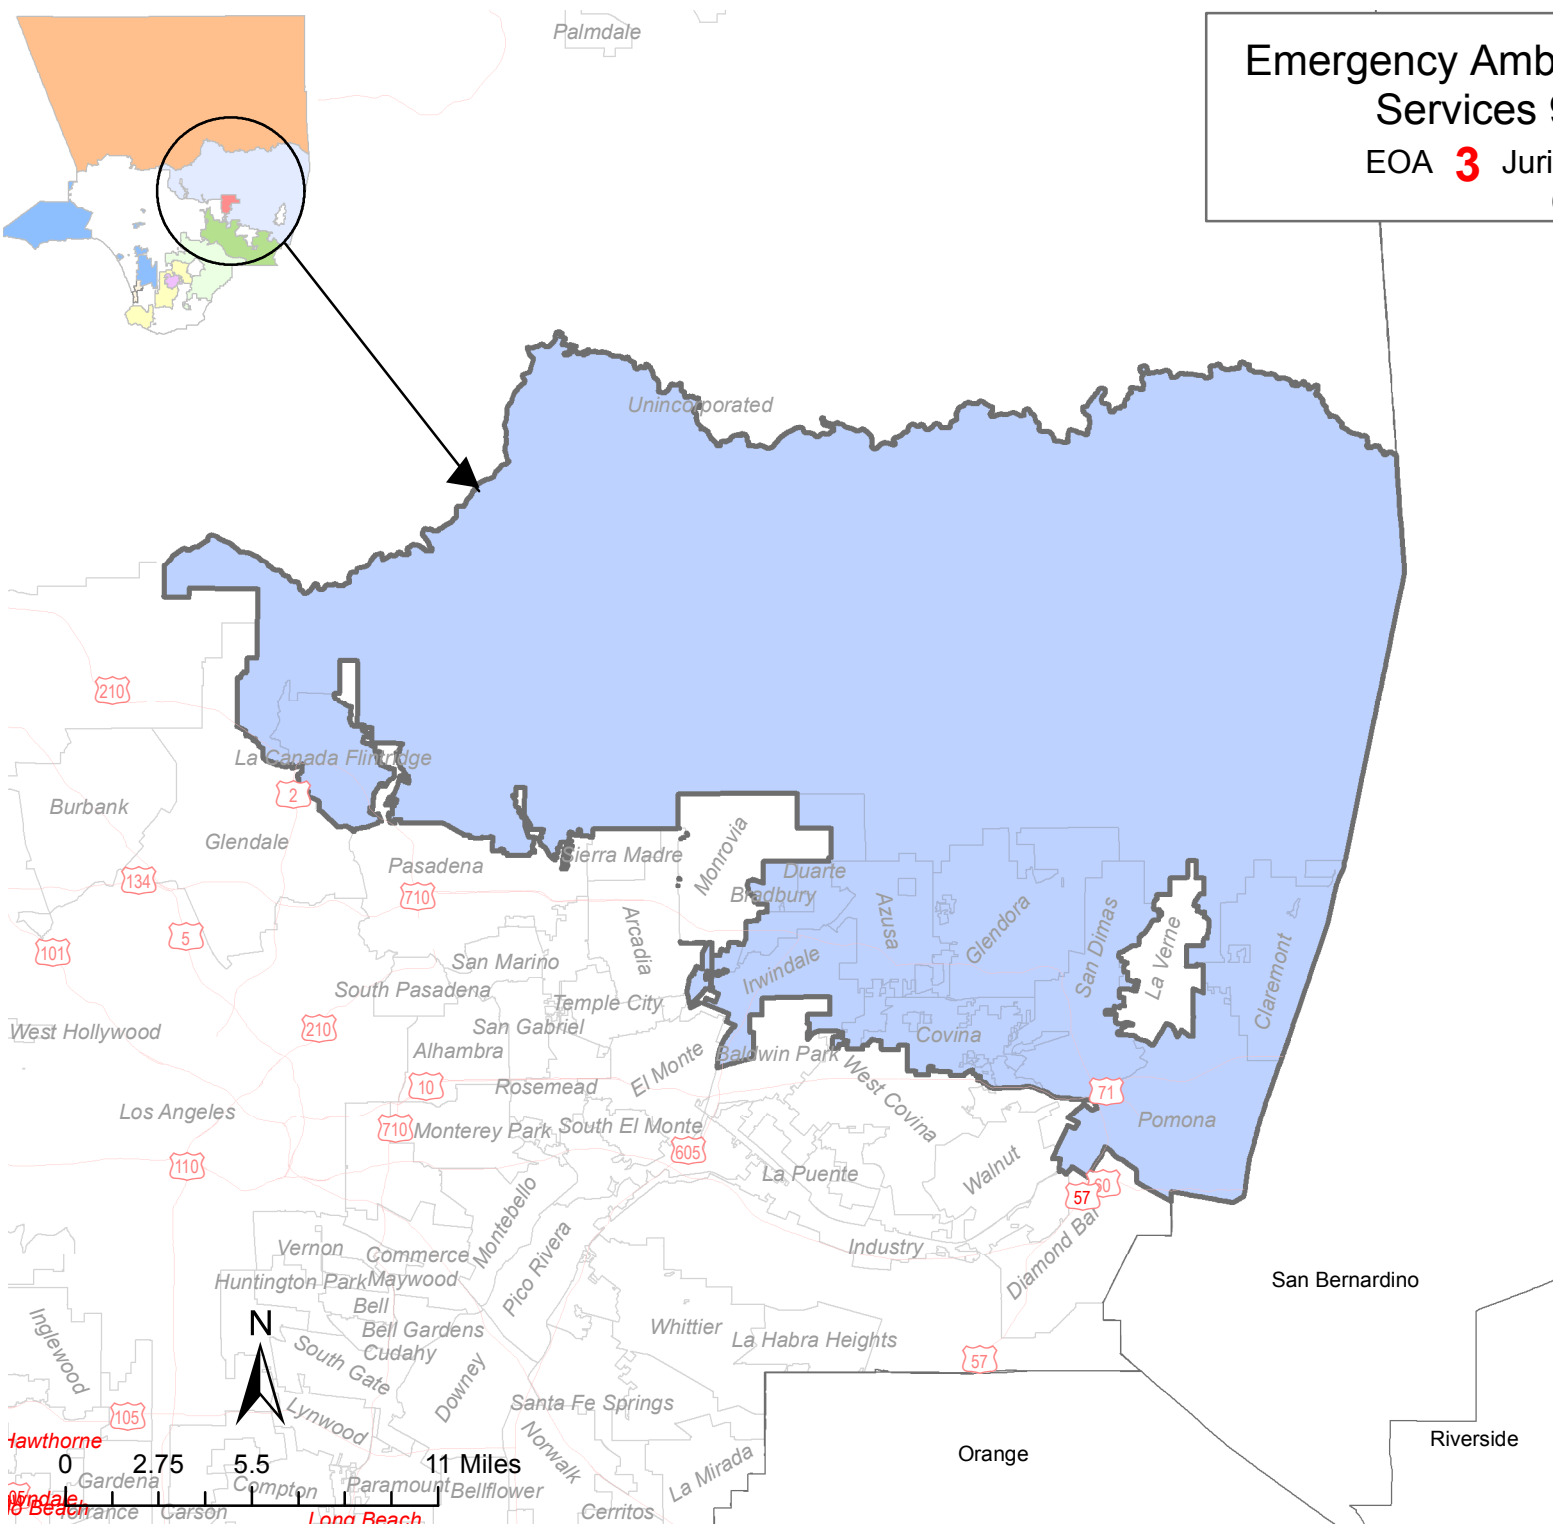 Palmdale
Emergency Amb
Services 9
EOA 3 Juri
Unincorporated
210
La Canada Flintridge
2
Burbank
Glendale
134
Pasadena
710
Sierra Madre
Monrovia
Duarte
Bradbury
Azusa
Glendora
San Dimas
La Verne
Claremont
101
5
Arcadia
San Marino
Irwindale
South Pasadena
Temple City
West Hollywood
210
San Gabriel
Covina
Alhambra
Baldwin Park
El Monte
West Covina
10
Rosemead
71
Los Angeles
Pomona
710
Monterey Park
South El Monte
605
110
La Puente
Walnut
60
57
Montebello
Pico Rivera
Vernon
Commerce
Industry
Diamond Bar
Huntington Park
Maywood
San Bernardino
Bell
Inglewood
N
Bell Gardens
Whittier
La Habra Heights
Cudahy
South Gate
57
Downey
105
Lynwood
Santa Fe Springs
Hawthorne
Norwalk
Orange
Riverside
0 2.75 5.5 11 Miles
Gardena
Compton
Paramount
Bellflower
La Mirada
Torrance
Carson
Long Beach
Cerritos